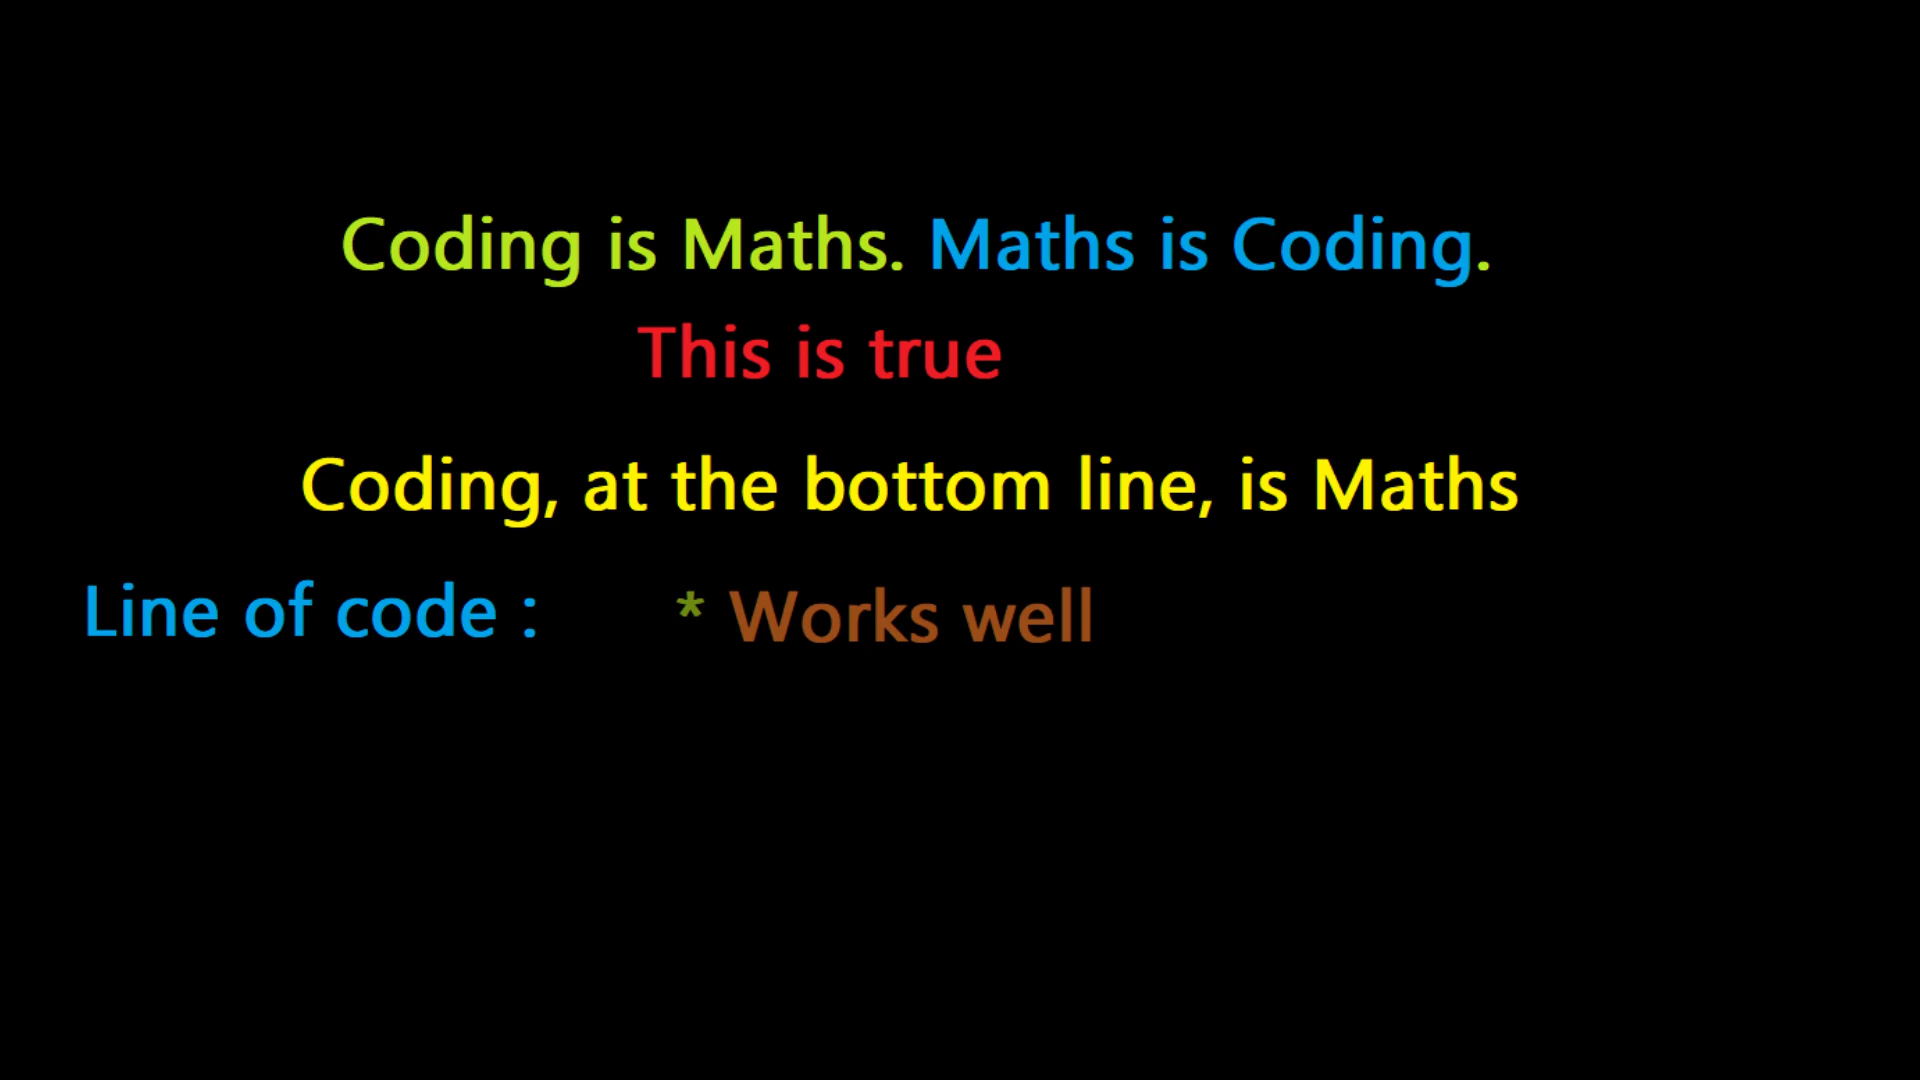 Coding is Maths. Maths is Coding.
This is true
Coding, at the bottom line, is Maths
Line of code : * Works well